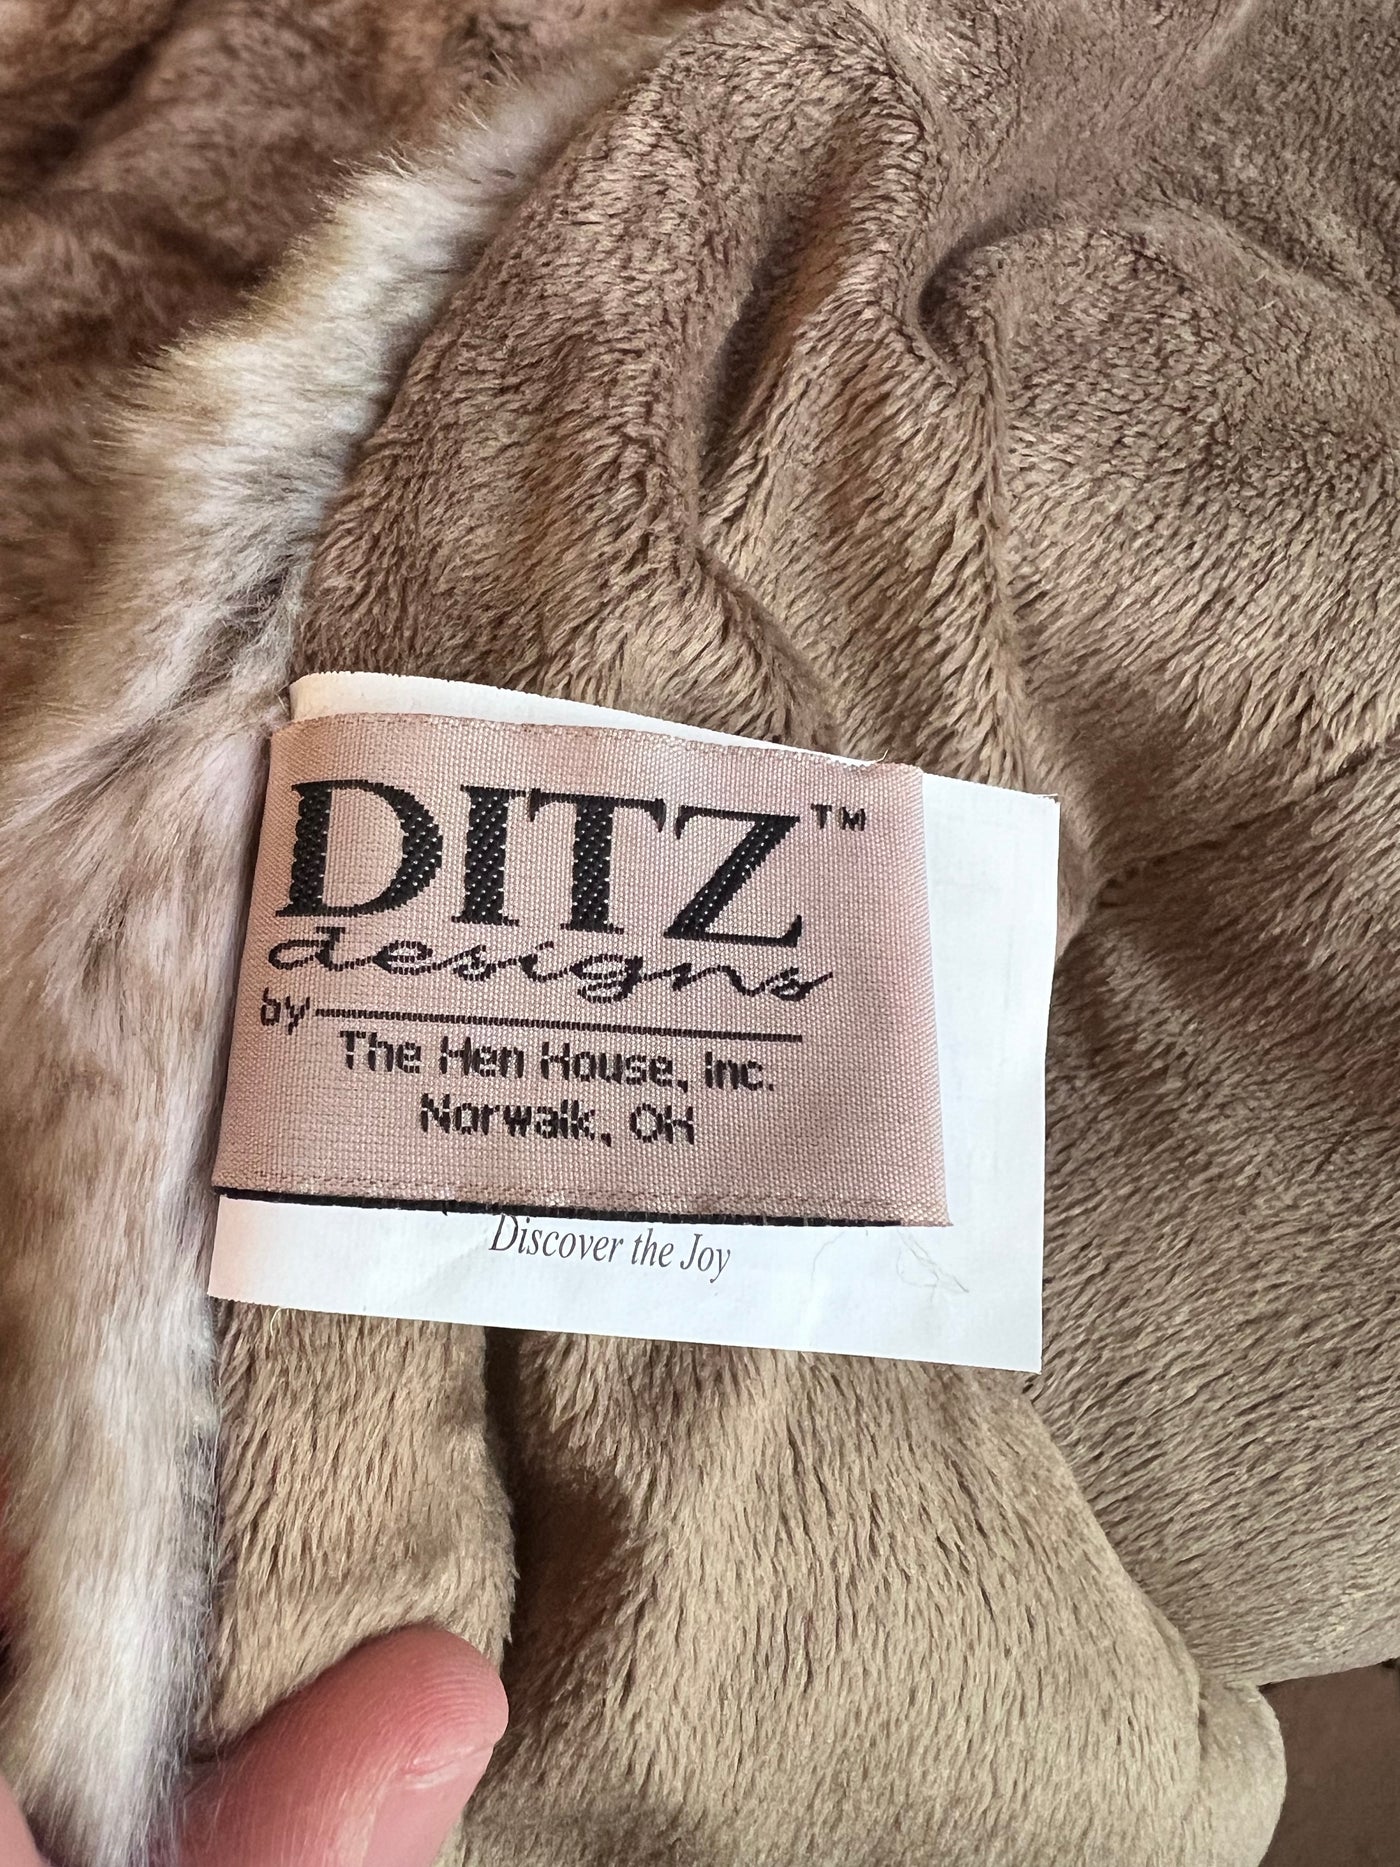 DITZ™
designs
by
The Hen House, Inc.
Norwalk, OH
Discover the Joy